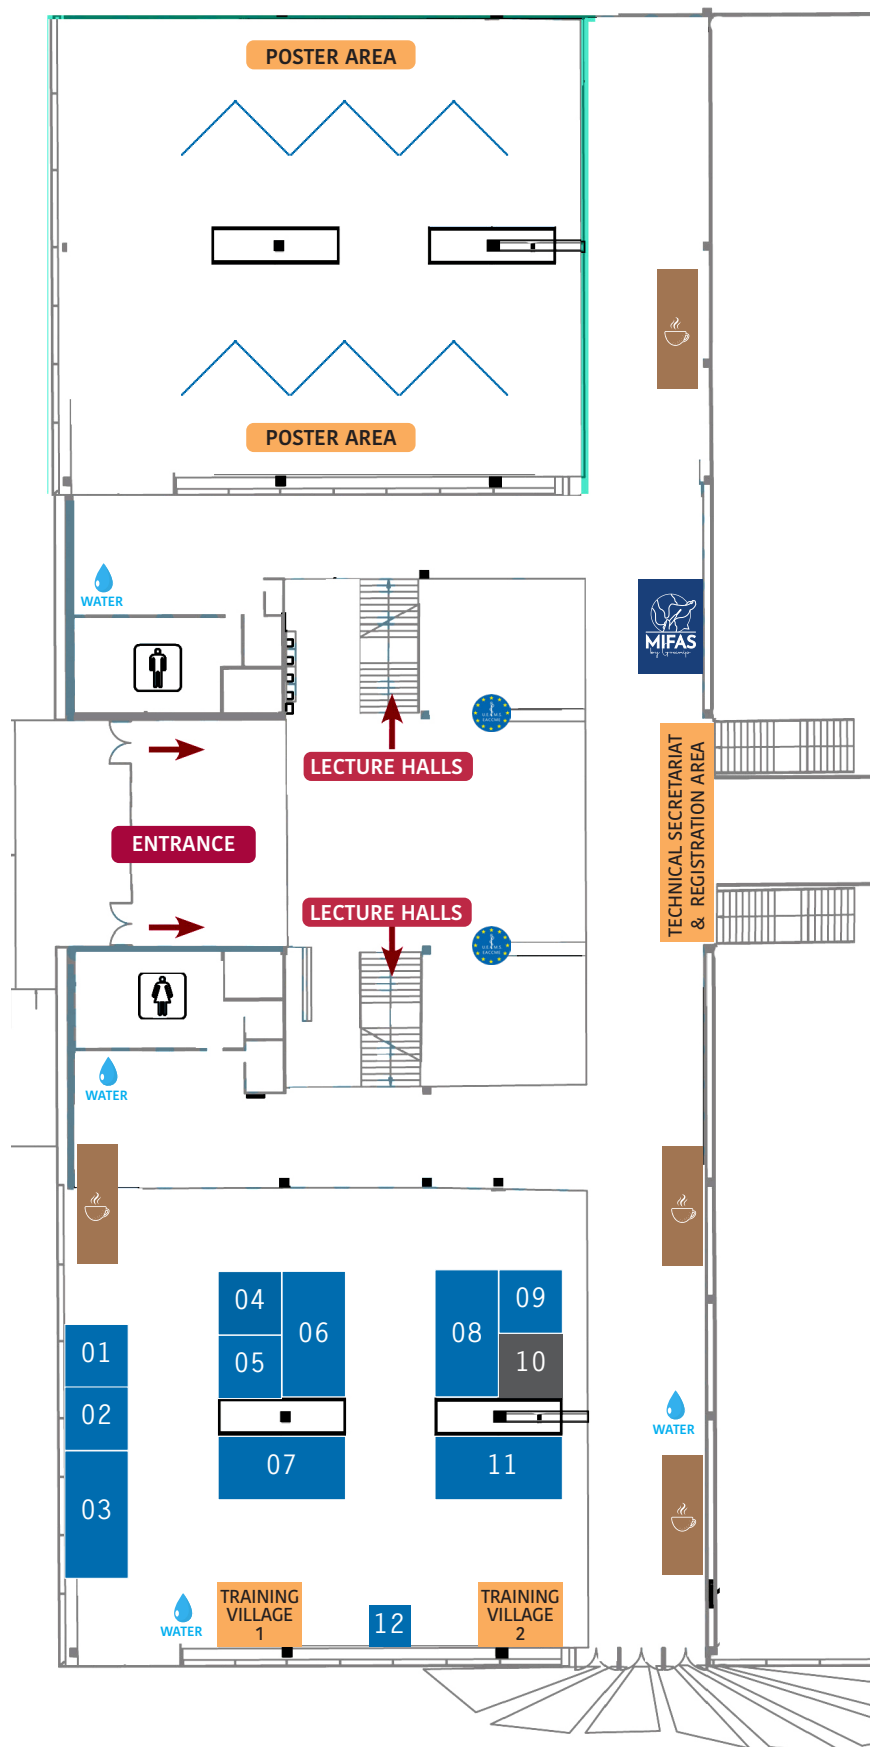 POSTER AREA
POSTER AREA
WATER
MIFAS
LECTURE HALLS
ENTRANCE
TECHNICAL SECRETARIAT
& REGISTRATION AREA
LECTURE HALLS
WATER
04
06
05
08
09
10
01
02
03
07
11
WATER
WATER
TRAINING
VILLAGE
1
12
TRAINING
VILLAGE
2